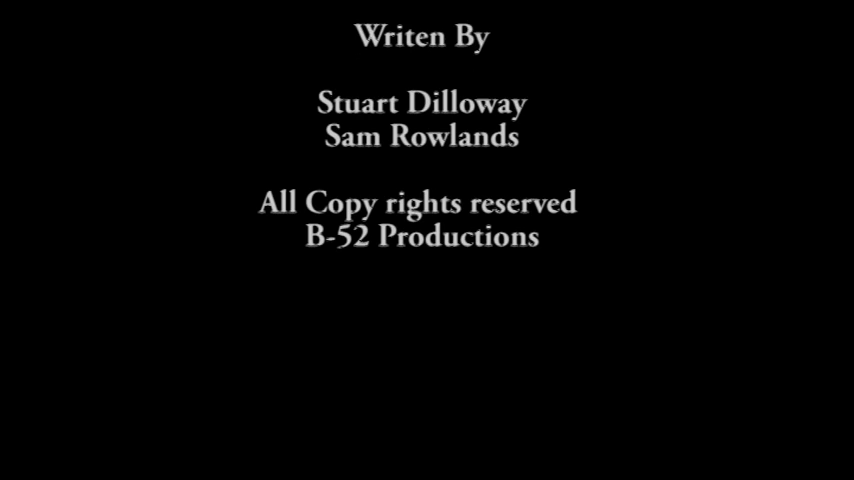 Writen By
Stuart Dilloway
Sam Rowlands
All Copy rights reserved
B-52 Productions